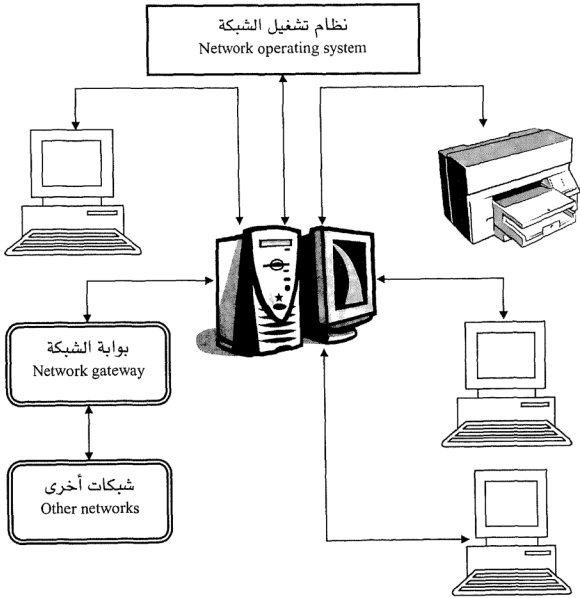 نظام تشغيل الشبكة
Network operating system
بوابة الشبكة
Network gateway
شبكات أخرى
Other networks